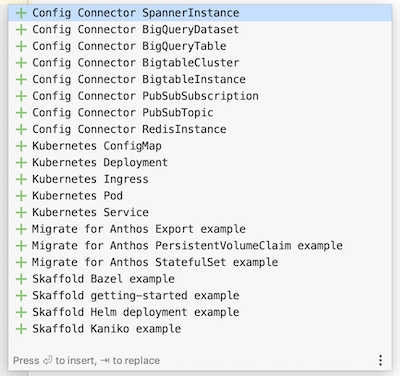 Config Connector SpannerInstance
Config Connector BigQueryDataset
Config Connector BigQueryTable
Config Connector BigtableCluster
Config Connector BigtableInstance
Config Connector PubSubSubscription
Config Connector PubSubTopic
Config Connector RedisInstance
Kubernetes ConfigMap
Kubernetes Deployment
Kubernetes Ingress
Kubernetes Pod
Kubernetes Service
Migrate for Anthos Export example
Migrate for Anthos PersistentVolumeClaim example
Migrate for Anthos StatefulSet example
Skaffold Bazel example
Skaffold getting-started example
Skaffold Helm deployment example
Skaffold Kaniko example
Press ⏎ to insert, ⇥ to replace